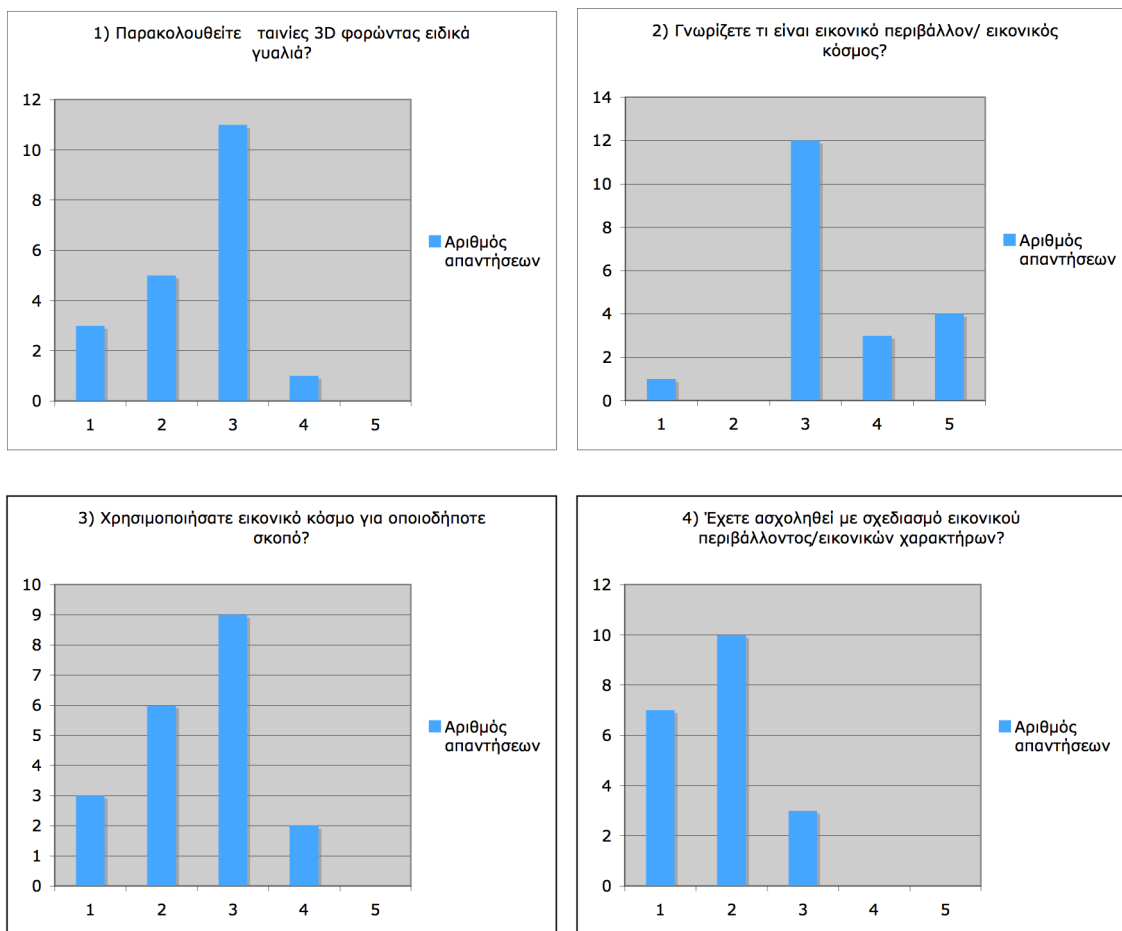 1) Παρακολουθείτε ταινίες 3D φορώντας ειδικά
γυαλιά?
12
10
8
6
4
2
0
1 2 3 4 5
Αριθμός
απαντήσεων
2) Γνωρίζετε τι είναι εικονικό περιβάλλον/ εικονικός
κόσμος?
14
12
10
8
6
4
2
0
1 2 3 4 5
Αριθμός
απαντήσεων
3) Χρησιμοποιήσατε εικονικό κόσμο για οποιοδήποτε
σκοπό?
10
9
8
7
6
5
4
3
2
1
0
1 2 3 4 5
Αριθμός
απαντήσεων
4) Έχετε ασχοληθεί με σχεδιασμό εικονικού
περιβάλλοντος/εικονικών χαρακτήρων?
12
10
8
6
4
2
0
1 2 3 4 5
Αριθμός
απαντήσεων